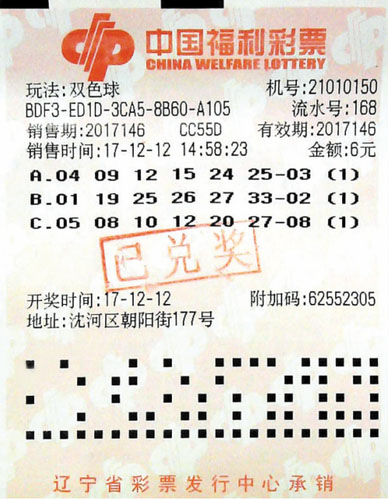 中国福利彩票
CHINA WELFARE LOTTERY
玩法:双色球 机号:21010150
BDF3-ED1D-3CA5-8B60-A105 流水号:168
销售期:2017146 CC55D 有效期:2017146
销售时间:17-12-12 14:58:23 金额:6元
A.04 09 12 15 24 25-03 (1)
B.01 19 25 26 27 33-02 (1)
C.05 08 10 12 20 27-08 (1)
已兑奖
开奖时间:17-12-12 附加码:62552305
地址:沈河区朝阳街177号
辽宁省彩票发行中心承销